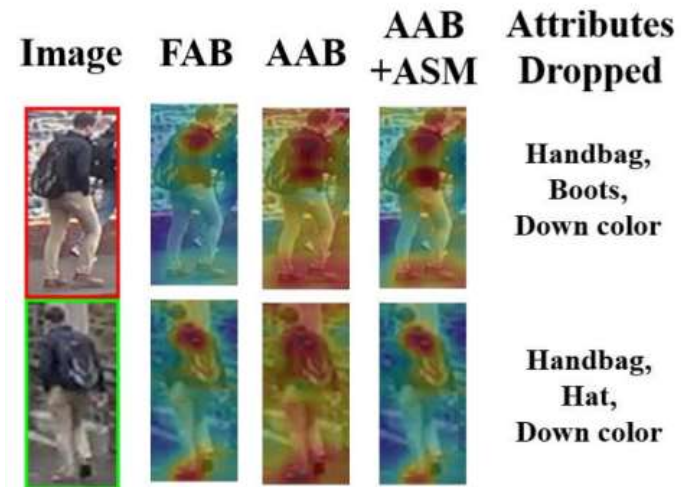 Image FAB AAB AAB
+ASM Attributes
Dropped
Handbag,
Boots,
Down color
Handbag,
Hat,
Down color